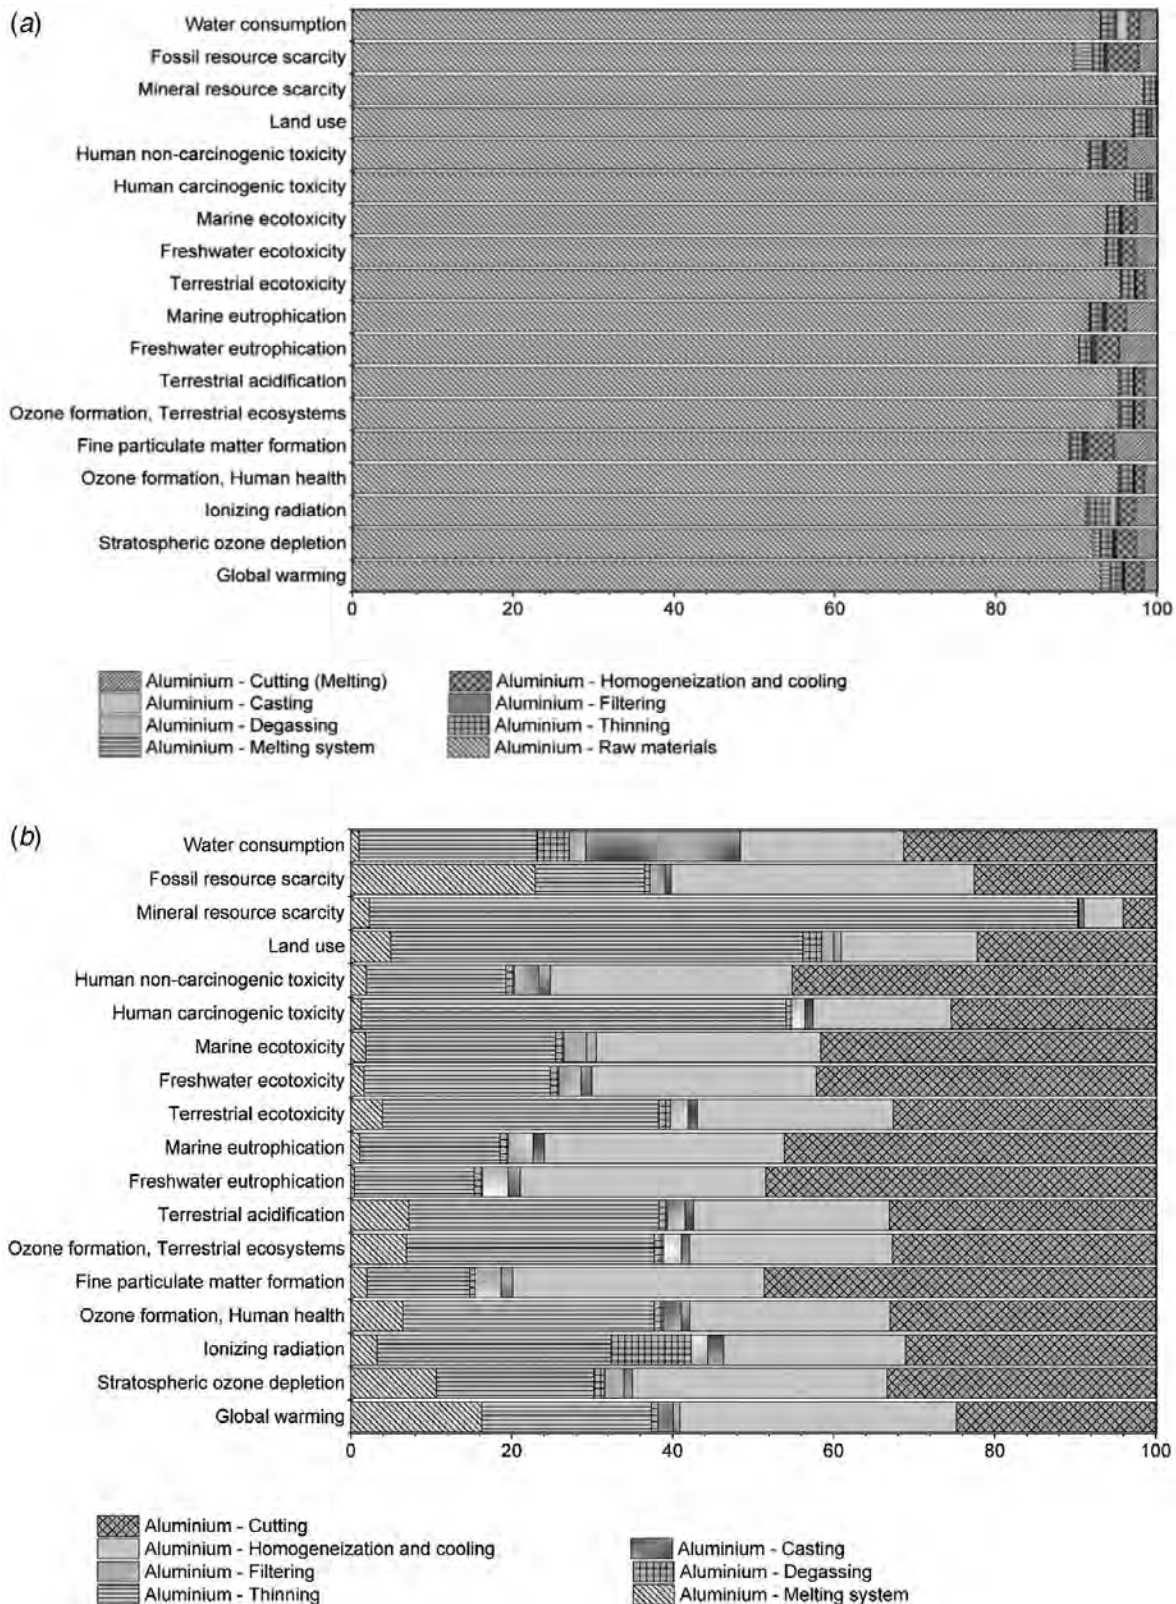 (a)
Water consumption
Fossil resource scarcity
Mineral resource scarcity
Land use
Human non-carcinogenic toxicity
Human carcinogenic toxicity
Marine ecotoxicity
Freshwater ecotoxicity
Terrestrial ecotoxicity
Marine eutrophication
Freshwater eutrophication
Terrestrial acidification
Ozone formation, Terrestrial ecosystems
Fine particulate matter formation
Ozone formation, Human health
Ionizing radiation
Stratospheric ozone depletion
Global warming
0 20 40 60 80 100
Aluminium - Cutting (Melting)
Aluminium - Casting
Aluminium - Degassing
Aluminium - Melting system
Aluminium - Homogeneization and cooling
Aluminium - Filtering
Aluminium - Thinning
Aluminium - Raw materials
(b)
Water consumption
Fossil resource scarcity
Mineral resource scarcity
Land use
Human non-carcinogenic toxicity
Human carcinogenic toxicity
Marine ecotoxicity
Freshwater ecotoxicity
Terrestrial ecotoxicity
Marine eutrophication
Freshwater eutrophication
Terrestrial acidification
Ozone formation, Terrestrial ecosystems
Fine particulate matter formation
Ozone formation, Human health
Ionizing radiation
Stratospheric ozone depletion
Global warming
0 20 40 60 80 100
Aluminium - Cutting
Aluminium - Homogeneization and cooling
Aluminium - Filtering
Aluminium - Thinning
Aluminium - Casting
Aluminium - Degassing
Aluminium - Melting system